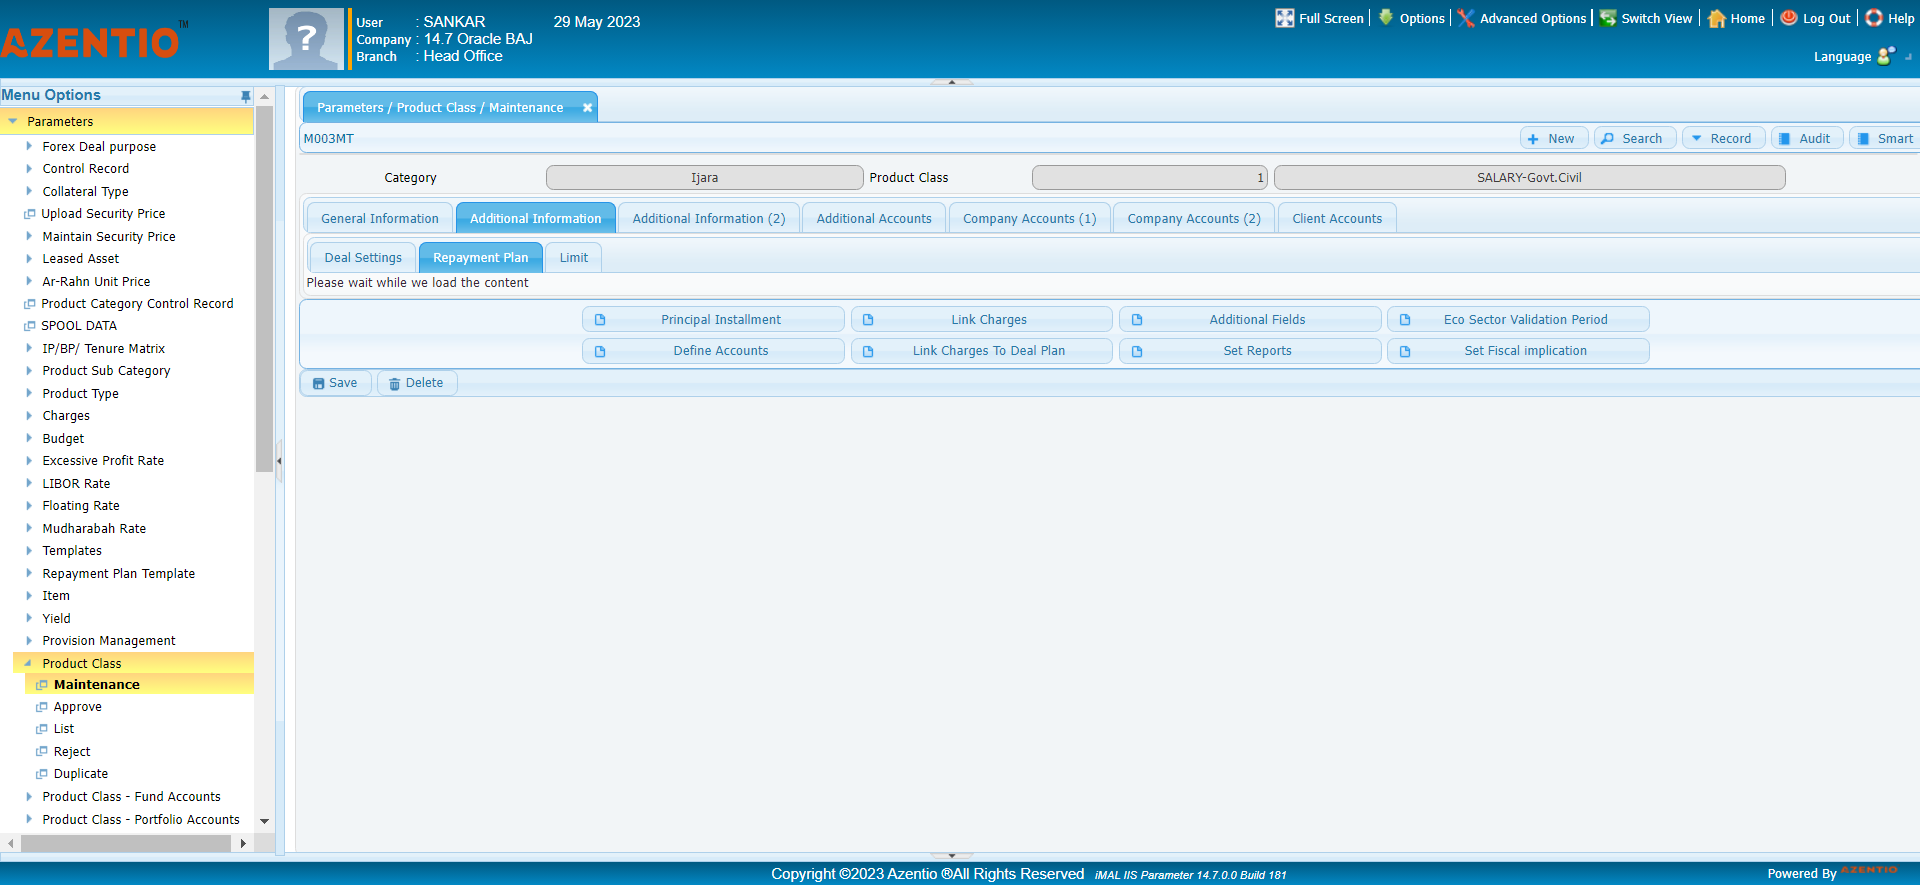 AZENTIO™
User : SANKAR 29 May 2023
Company : 14.7 Oracle BAJ
Branch : Head Office
Full Screen Options Advanced Options Switch View Home Log Out Help
Language
Menu Options
Parameters
Forex Deal purpose
Control Record
Collateral Type
Upload Security Price
Maintain Security Price
Leased Asset
Ar-Rahn Unit Price
Product Category Control Record
SPOOL DATA
IP/BP/ Tenure Matrix
Product Sub Category
Product Type
Charges
Budget
Excessive Profit Rate
LIBOR Rate
Floating Rate
Mudharabah Rate
Templates
Repayment Plan Template
Item
Yield
Provision Management
Product Class
Maintenance
Approve
List
Reject
Duplicate
Product Class - Fund Accounts
Product Class - Portfolio Accounts
Parameters / Product Class / Maintenance
M003MT
New Search Record Audit Smart
Category Ijara Product Class 1 SALARY-Govt.Civil
General Information Additional Information Additional Information (2) Additional Accounts Company Accounts (1) Company Accounts (2) Client Accounts
Deal Settings Repayment Plan Limit
Please wait while we load the content
Principal Installment Link Charges Additional Fields Eco Sector Validation Period
Define Accounts Link Charges To Deal Plan Set Reports Set Fiscal implication
Save Delete
Copyright ©2023 Azentio ®All Rights Reserved iMAL IIS Parameter 14.7.0.0 Build 181
Powered By AZENTIO